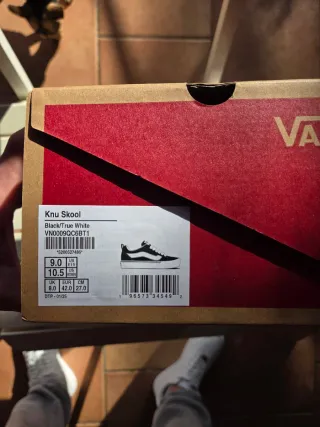 VA
Knu Skool
Black/True White
VN0009QC6BT1
9.0
10.5
UK EUR CM
8.0 42.0 27.0